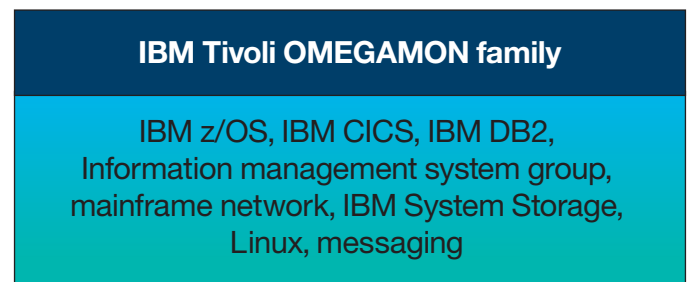 IBM Tivoli OMEGAMON family
IBM z/OS, IBM CICS, IBM DB2,
Information management system group,
mainframe network, IBM System Storage,
Linux, messaging